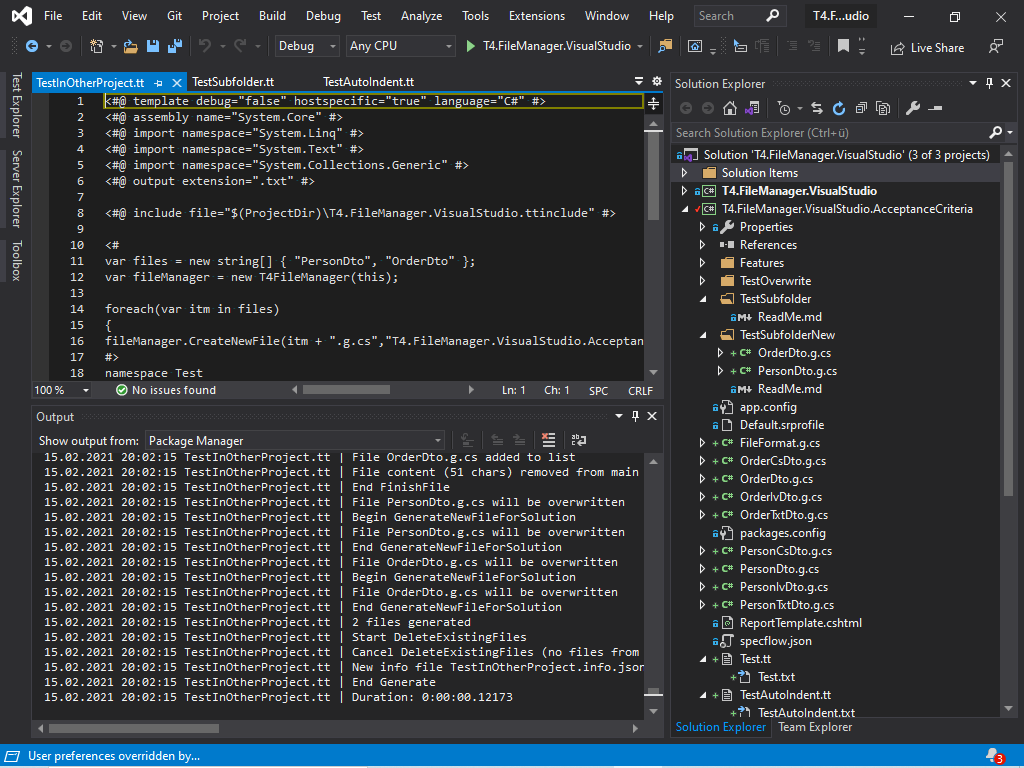 File Edit View Git Project Build Debug Test Analyze Tools Extensions Window Help Search T4.F...udio
Debug Any CPU T4.FileManager.VisualStudio Live Share
Test Explorer
Server Explorer
Toolbox
TestInOtherProject.tt TestSubfolder.tt TestAutoIndent.tt
1 <#@ template debug="false" hostspecific="true" language="C#" #>
2 <#@ assembly name="System.Core" #>
3 <#@ import namespace="System.Linq" #>
4 <#@ import namespace="System.Text" #>
5 <#@ import namespace="System.Collections.Generic" #>
6 <#@ output extension=".txt" #>
7
8 <#@ include file="$(ProjectDir)\T4.FileManager.VisualStudio.ttinclude" #>
9
10 <#
11 var files = new string[] { "PersonDto", "OrderDto" };
12 var fileManager = new T4FileManager(this);
13
14 foreach(var itm in files)
15 {
16 fileManager.CreateNewFile(itm + ".g.cs","T4.FileManager.VisualStudio.Acceptan
17 #>
18 namespace Test
100 % No issues found Ln: 1 Ch: 1 SPC CRLF
Output
Show output from: Package Manager
15.02.2021 20:02:15 TestInOtherProject.tt | File OrderDto.g.cs added to list
15.02.2021 20:02:15 TestInOtherProject.tt | File content (51 chars) removed from main
15.02.2021 20:02:15 TestInOtherProject.tt | End FinishFile
15.02.2021 20:02:15 TestInOtherProject.tt | File PersonDto.g.cs will be overwritten
15.02.2021 20:02:15 TestInOtherProject.tt | Begin GenerateNewFileForSolution
15.02.2021 20:02:15 TestInOtherProject.tt | File PersonDto.g.cs will be overwritten
15.02.2021 20:02:15 TestInOtherProject.tt | End GenerateNewFileForSolution
15.02.2021 20:02:15 TestInOtherProject.tt | File OrderDto.g.cs will be overwritten
15.02.2021 20:02:15 TestInOtherProject.tt | Begin GenerateNewFileForSolution
15.02.2021 20:02:15 TestInOtherProject.tt | File OrderDto.g.cs will be overwritten
15.02.2021 20:02:15 TestInOtherProject.tt | End GenerateNewFileForSolution
15.02.2021 20:02:15 TestInOtherProject.tt | 2 files generated
15.02.2021 20:02:15 TestInOtherProject.tt | Start DeleteExistingFiles
15.02.2021 20:02:15 TestInOtherProject.tt | Cancel DeleteExistingFiles (no files from
15.02.2021 20:02:15 TestInOtherProject.tt | New info file TestInOtherProject.info.json
15.02.2021 20:02:15 TestInOtherProject.tt | End Generate
15.02.2021 20:02:15 TestInOtherProject.tt | Duration: 0:00:00.12173
Solution Explorer
Search Solution Explorer (Ctrl+ü)
Solution 'T4.FileManager.VisualStudio' (3 of 3 projects)
Solution Items
C# T4.FileManager.VisualStudio
C# T4.FileManager.VisualStudio.AcceptanceCriteria
Properties
References
Features
TestOverwrite
TestSubfolder
M+ ReadMe.md
TestSubfolderNew
+ C# OrderDto.g.cs
+ C# PersonDto.g.cs
M+ ReadMe.md
app.config
Default.srprofile
+ C# FileFormat.g.cs
+ C# OrderCsDto.g.cs
+ C# OrderDto.g.cs
+ C# OrderIvDto.g.cs
+ C# OrderTxtDto.g.cs
packages.config
+ C# PersonCsDto.g.cs
+ C# PersonDto.g.cs
+ C# PersonIvDto.g.cs
+ C# PersonTxtDto.g.cs
ReportTemplate.cshtml
specflow.json
+ Test.tt
+ Test.txt
+ TestAutoIndent.tt
+ TestAutoIndent.txt
Solution Explorer Team Explorer
User preferences overridden by... 3